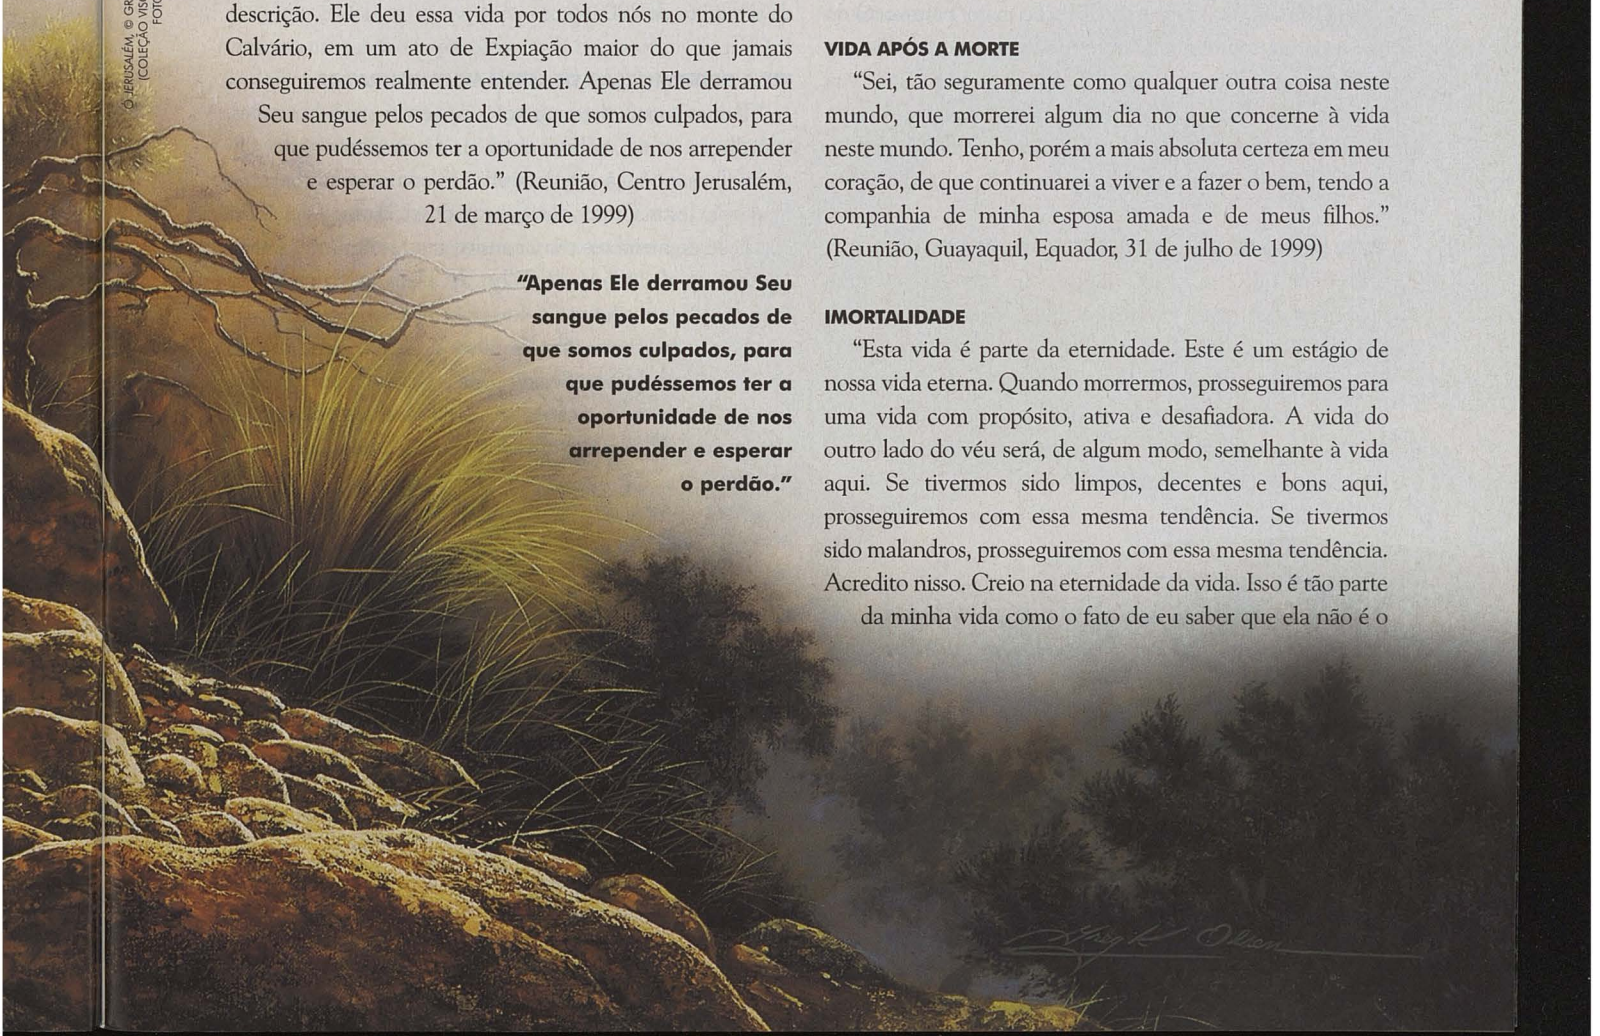 Ó JERUSALÉM, © GR
(COLEÇÃO VISO
FOTO
descrição. Ele deu essa vida por todos nós no monte do
Calvário, em um ato de Expiação maior do que jamais
conseguiremos realmente entender. Apenas Ele derramou
Seu sangue pelos pecados de que somos culpados, para
que pudéssemos ter a oportunidade de nos arrepender
e esperar o perdão.” (Reunião, Centro Jerusalém,
21 de março de 1999)
“Apenas Ele derramou Seu
sangue pelos pecados de
que somos culpados, para
que pudéssemos ter a
oportunidade de nos
arrepender e esperar
o perdão.”
VIDA APÓS A MORTE
“Sei, tão seguramente como qualquer outra coisa neste
mundo, que morrerei algum dia no que concerne à vida
neste mundo. Tenho, porém a mais absoluta certeza em meu
coração, de que continuarei a viver e a fazer o bem, tendo a
companhia de minha esposa amada e de meus filhos.”
(Reunião, Guayaquil, Equador, 31 de julho de 1999)
IMORTALIDADE
“Esta vida é parte da eternidade. Este é um estágio de
nossa vida eterna. Quando morrermos, prosseguiremos para
uma vida com propósito, ativa e desafiadora. A vida do
outro lado do véu será, de algum modo, semelhante à vida
aqui. Se tivermos sido limpos, decentes e bons aqui,
prosseguiremos com essa mesma tendência. Se tivermos
sido malandros, prosseguiremos com essa mesma tendência.
Acredito nisso. Creio na eternidade da vida. Isso é tão parte
da minha vida como o fato de eu saber que ela não é o
Greg K Olsen